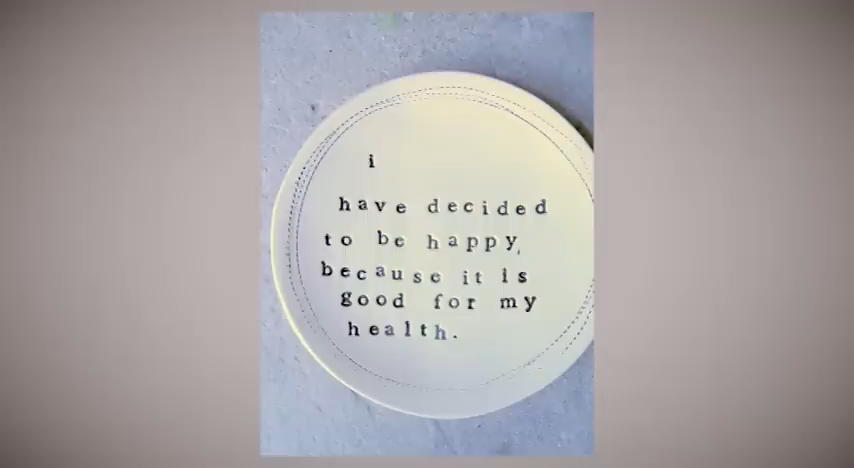 i
have decided
to be happy,
because it is
good for my
health.